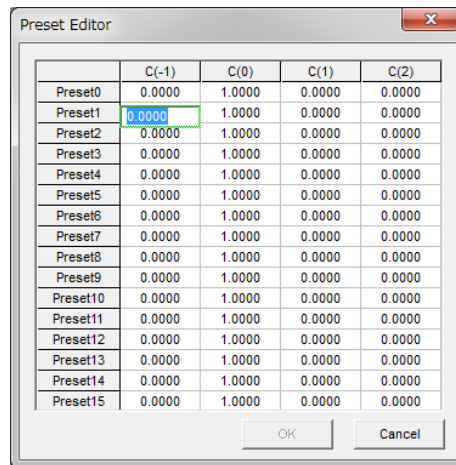 Preset Editor
C(-1) C(0) C(1) C(2)
Preset0 0.0000 1.0000 0.0000 0.0000
Preset1 0.0000 1.0000 0.0000 0.0000
Preset2 0.0000 1.0000 0.0000 0.0000
Preset3 0.0000 1.0000 0.0000 0.0000
Preset4 0.0000 1.0000 0.0000 0.0000
Preset5 0.0000 1.0000 0.0000 0.0000
Preset6 0.0000 1.0000 0.0000 0.0000
Preset7 0.0000 1.0000 0.0000 0.0000
Preset8 0.0000 1.0000 0.0000 0.0000
Preset9 0.0000 1.0000 0.0000 0.0000
Preset10 0.0000 1.0000 0.0000 0.0000
Preset11 0.0000 1.0000 0.0000 0.0000
Preset12 0.0000 1.0000 0.0000 0.0000
Preset13 0.0000 1.0000 0.0000 0.0000
Preset14 0.0000 1.0000 0.0000 0.0000
Preset15 0.0000 1.0000 0.0000 0.0000
OK Cancel